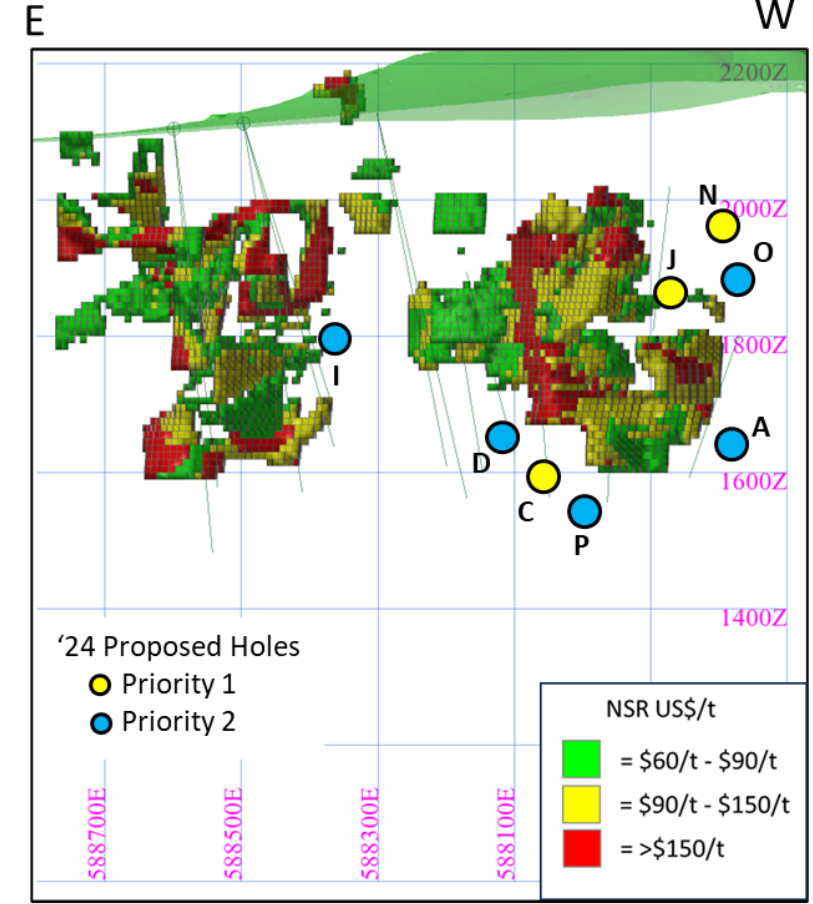 E
W
2200Z
N
2000Z
O
J
1800Z
I
A
D
1600Z
C
P
1400Z
‘24 Proposed Holes
Priority 1
Priority 2
NSR US$/t
= $60/t - $90/t
= $90/t - $150/t
= >$150/t
588700E
588500E
588300E
588100E